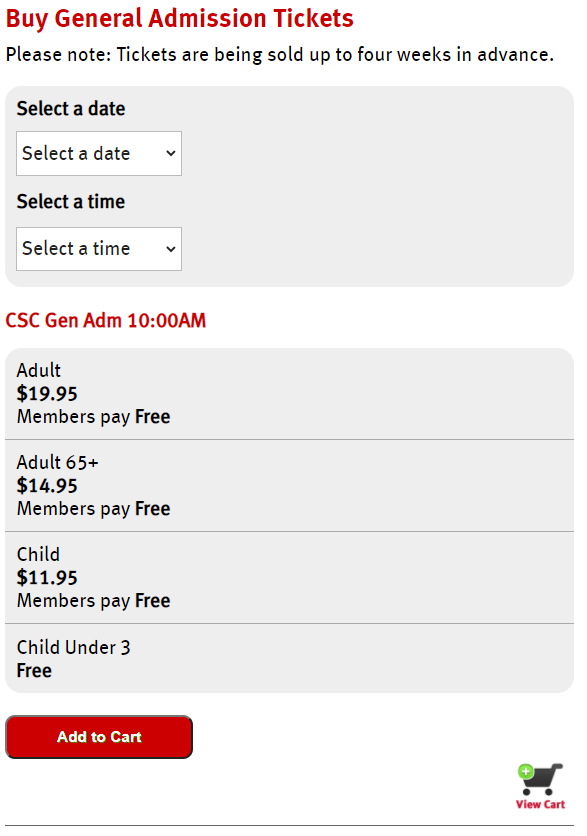 Buy General Admission Tickets
Please note: Tickets are being sold up to four weeks in advance.
Select a date
Select a date
Select a time
Select a time
CSC Gen Adm 10:00AM
Adult
$19.95
Members pay Free
Adult 65+
$14.95
Members pay Free
Child
$11.95
Members pay Free
Child Under 3
Free
Add to Cart
View Cart